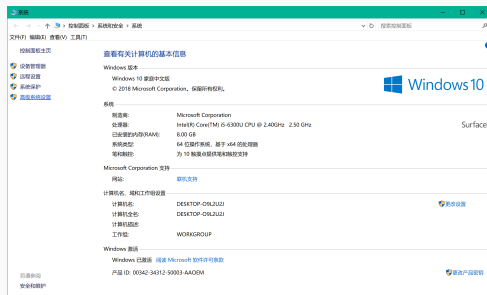 系统
控制面板 › 系统和安全 › 系统
搜索控制面板
文件(F) 编辑(E) 查看(V) 工具(T)
控制面板主页
设备管理器
远程设置
系统保护
高级系统设置
查看有关计算机的基本信息
Windows 版本
Windows 10 家庭中文版
© 2018 Microsoft Corporation。保留所有权利。
Windows 10
系统
制造商: Microsoft Corporation
处理器: Intel(R) Core(TM) i5-6300U CPU @ 2.40GHz 2.50 GHz
已安装的内存(RAM): 8.00 GB
系统类型: 64 位操作系统, 基于 x64 的处理器
笔和触控: 为 10 触摸点提供笔和触控支持
Surface
Microsoft Corporation 支持
网站: 联机支持
计算机名、域和工作组设置
计算机名: DESKTOP-O9L2U2J
更改设置
计算机全名: DESKTOP-O9L2U2J
计算机描述:
工作组: WORKGROUP
Windows 激活
Windows 已激活 阅读 Microsoft 软件许可条款
产品 ID: 00342-34312-50003-AAOEM
更改产品密钥
另请参阅
安全和维护